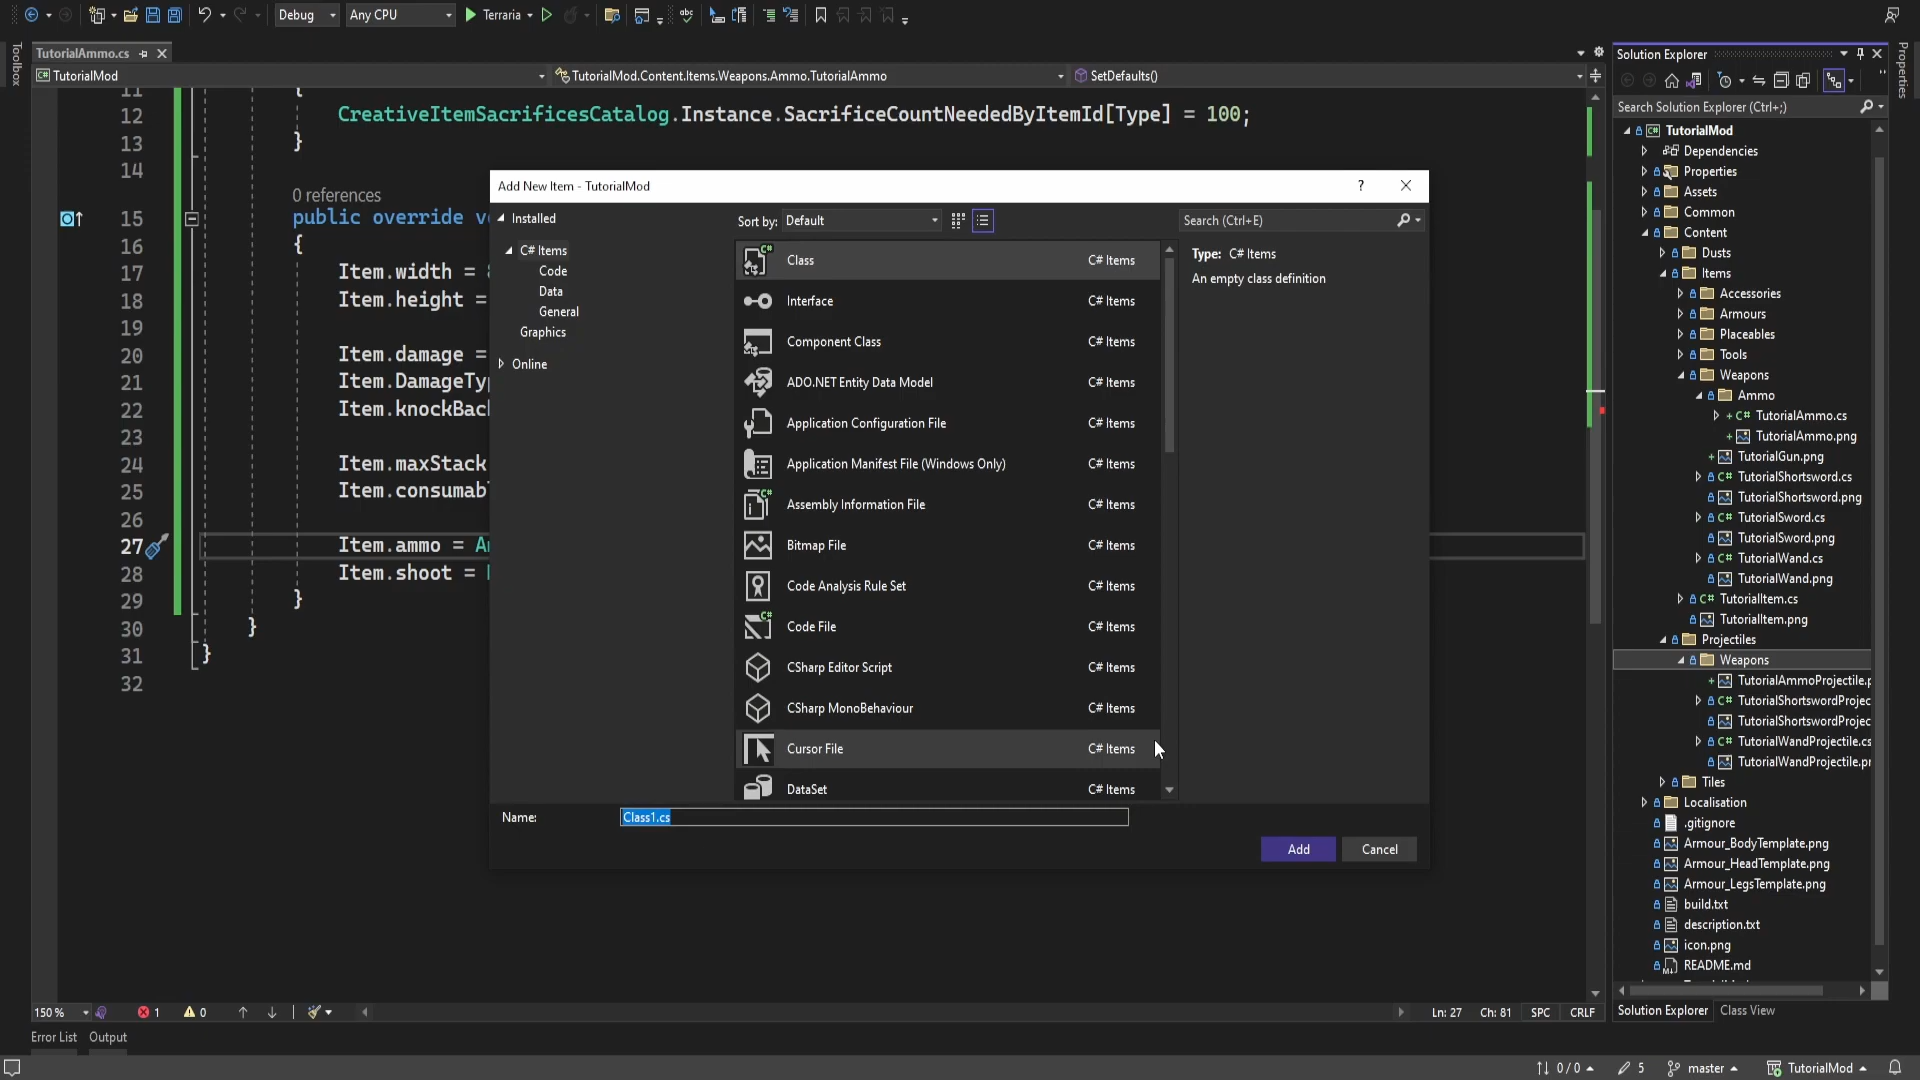 Debug
Any CPU
Terraria
Toolbox
TutorialAmmo.cs
TutorialMod
TutorialMod.Content.Items.Weapons.Ammo.TutorialAmmo
SetDefaults()
12 CreativeItemSacrificesCatalog.Instance.SacrificeCountNeededByItemId[Type] = 100;
13 }
14
0 references
15 public override
16 {
17 Item.width =
18 Item.height =
19
20 Item.damage =
21 Item.DamageTyp
22 Item.knockBack
23
24 Item.maxStack
25 Item.consumab
26
27 Item.ammo =
28 Item.shoot =
29 }
30 }
31 }
32
Add New Item - TutorialMod
?
Installed
C# Items
Code
Data
General
Graphics
Online
Sort by: Default
Search (Ctrl+E)
Class C# Items
Interface C# Items
Component Class C# Items
ADO.NET Entity Data Model C# Items
Application Configuration File C# Items
Application Manifest File (Windows Only) C# Items
Assembly Information File C# Items
Bitmap File C# Items
Code Analysis Rule Set C# Items
Code File C# Items
CSharp Editor Script C# Items
CSharp MonoBehaviour C# Items
Cursor File C# Items
DataSet C# Items
Type: C# Items
An empty class definition
Name: Class1.cs
Add
Cancel
Solution Explorer
Properties
Search Solution Explorer (Ctrl+;)
C# TutorialMod
Dependencies
Properties
Assets
Common
Content
Dusts
Items
Accessories
Armours
Placeables
Tools
Weapons
Ammo
+ C# TutorialAmmo.cs
+ TutorialAmmo.png
+ TutorialGun.png
C# TutorialShortsword.cs
TutorialShortsword.png
C# TutorialSword.cs
TutorialSword.png
C# TutorialWand.cs
TutorialWand.png
C# TutorialItem.cs
TutorialItem.png
Projectiles
Weapons
+ TutorialAmmoProjectile.p
C# TutorialShortswordProjec
TutorialShortswordProjec
C# TutorialWandProjectile.cs
TutorialWandProjectile.pr
Tiles
Localisation
.gitignore
Armour_BodyTemplate.png
Armour_HeadTemplate.png
Armour_LegsTemplate.png
build.txt
description.txt
icon.png
README.md
Solution Explorer
Class View
150 %
1
0
Ln: 27
Ch: 81
SPC
CRLF
Error List
Output
0 / 0
5
master
TutorialMod